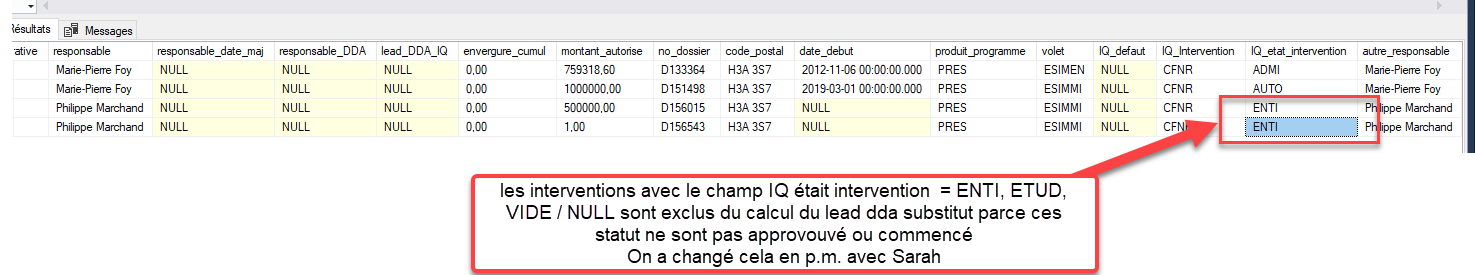 Résultats Messages
rative responsable responsable_date_maj responsable_DDA lead_DDA_IQ envergure_cumul montant_autorise no_dossier code_postal date_debut produit_programme volet IQ_defaut IQ_Intervention IQ_etat_intervention autre_responsable
Marie-Pierre Foy NULL NULL NULL 0,00 759318,60 D133364 H3A 3S7 2012-11-06 00:00:00.000 PRES ESIMEN NULL CFNR ADMI Marie-Pierre Foy
Marie-Pierre Foy NULL NULL NULL 0,00 1000000,00 D151498 H3A 3S7 2019-03-01 00:00:00.000 PRES ESIMMI NULL CFNR AUTO Marie-Pierre Foy
Philippe Marchand NULL NULL NULL 0,00 500000,00 D156015 H3A 3S7 NULL PRES ESIMMI NULL CFNR ENTI Philippe Marchand
Philippe Marchand NULL NULL NULL 0,00 1,00 D156543 H3A 3S7 NULL PRES ESIMMI NULL CFNR ENTI Philippe Marchand
les interventions avec le champ IQ était intervention = ENTI, ETUD,
VIDE / NULL sont exclus du calcul du lead dda substitut parce ces
statut ne sont pas approvouvé ou commencé
On a changé cela en p.m. avec Sarah